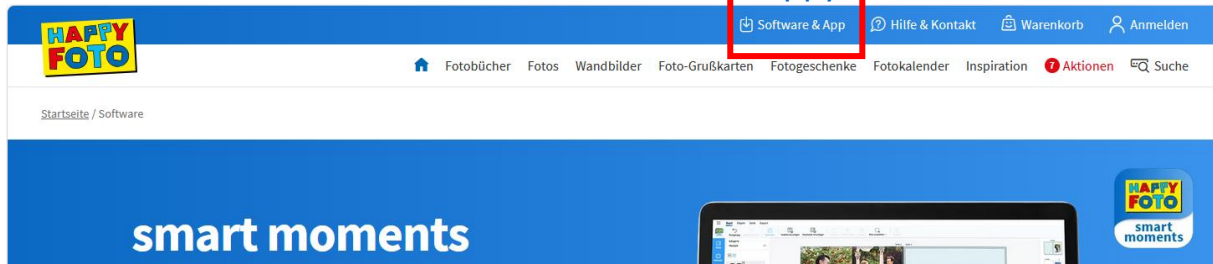 HAPPY
FOTO
Software & App
Hilfe & Kontakt
Warenkorb
Anmelden
Fotobücher
Fotos
Wandbilder
Foto-Grußkarten
Fotogeschenke
Fotokalender
Inspiration
7 Aktionen
Suche
Startseite / Software
smart moments
HAPPY
FOTO
smart
moments